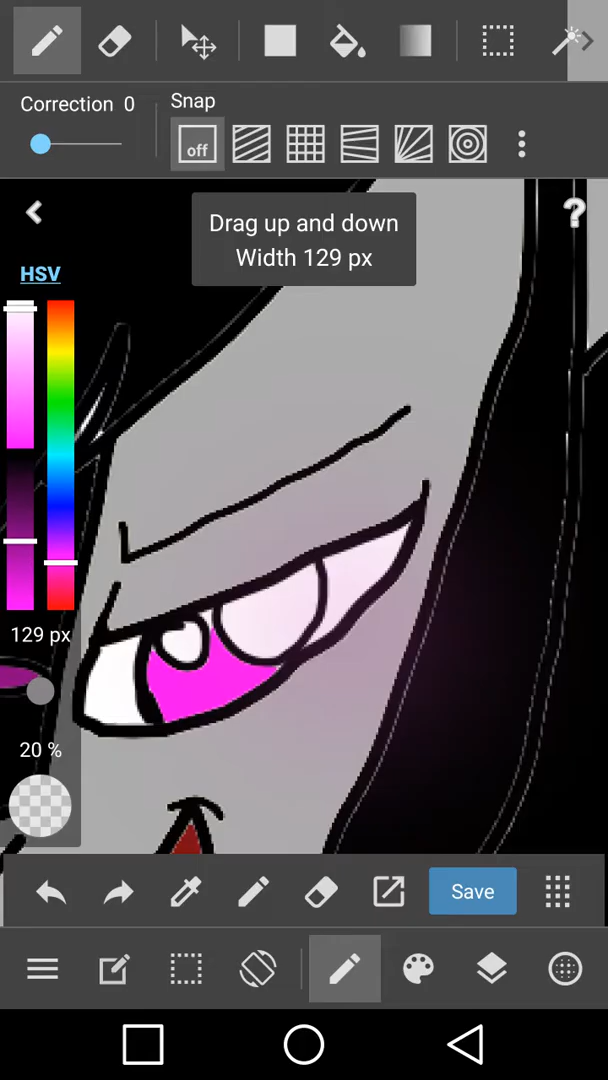 Correction 0
Snap
off
Drag up and down
Width 129 px
?
HSV
129 px
20 %
Save